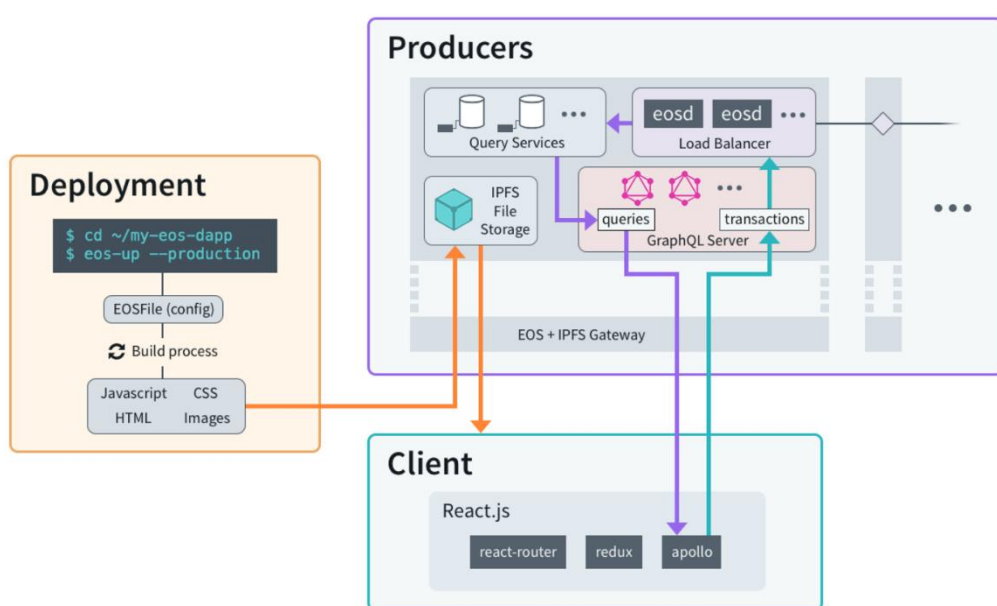 Producers
eosd eosd
Query Services
Load Balancer
Deployment
IPFS
File
Storage
queries
transactions
GraphQL Server
$ cd ~/my-eos-dapp
$ eos-up --production
EOSFile (config)
EOS + IPFS Gateway
Build process
Javascript CSS
HTML Images
Client
React.js
react-router redux apollo